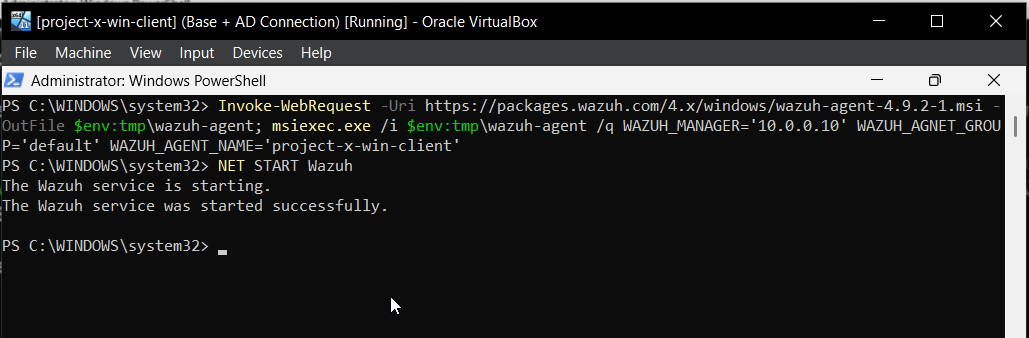 [project-x-win-client] (Base + AD Connection) [Running] - Oracle VirtualBox
File Machine View Input Devices Help
Administrator: Windows PowerShell
PS C:\WINDOWS\system32> Invoke-WebRequest -Uri https://packages.wazuh.com/4.x/windows/wazuh-agent-4.9.2-1.msi -
OutFile $env:tmp\wazuh-agent; msiexec.exe /i $env:tmp\wazuh-agent /q WAZUH_MANAGER='10.0.0.10' WAZUH_AGNET_GROU
P='default' WAZUH_AGENT_NAME='project-x-win-client'
PS C:\WINDOWS\system32> NET START Wazuh
The Wazuh service is starting.
The Wazuh service was started successfully.
PS C:\WINDOWS\system32>